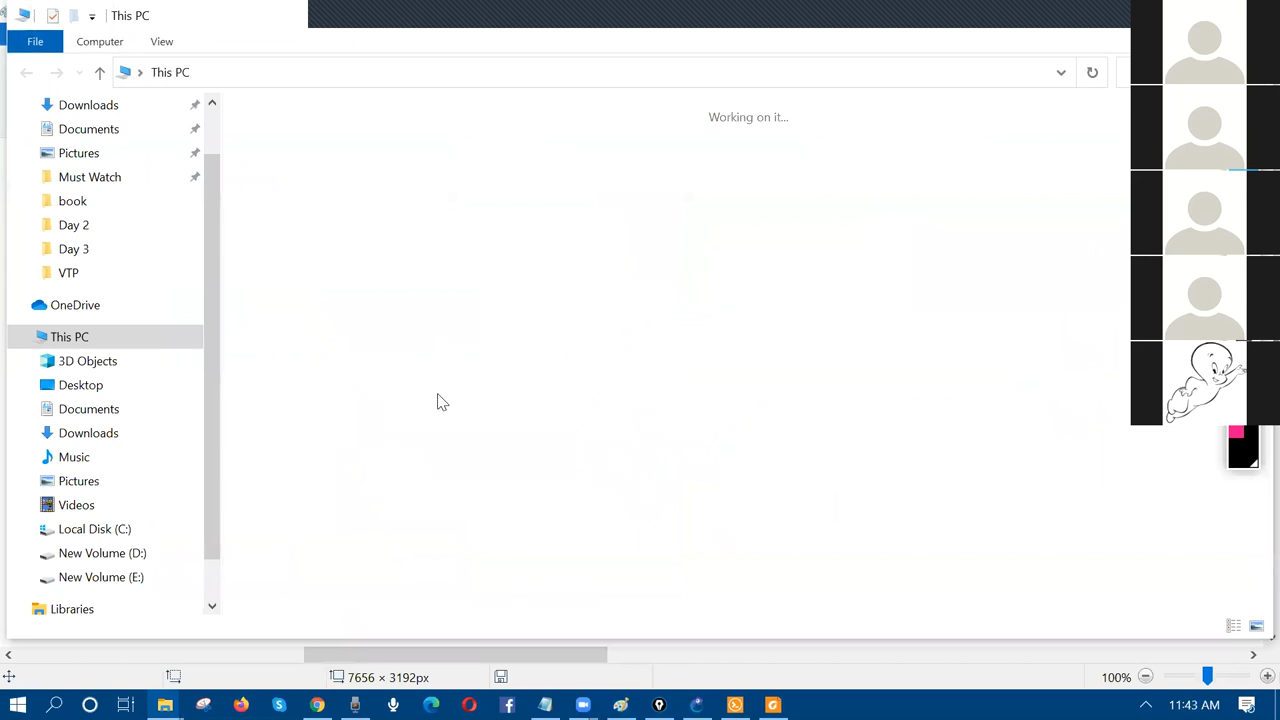 This PC
File
Computer
View
This PC
Downloads
Documents
Pictures
Must Watch
book
Day 2
Day 3
VTP
OneDrive
This PC
3D Objects
Desktop
Documents
Downloads
Music
Pictures
Videos
Local Disk (C:)
New Volume (D:)
New Volume (E:)
Libraries
Working on it...
7656 × 3192px
100%
11:43 AM